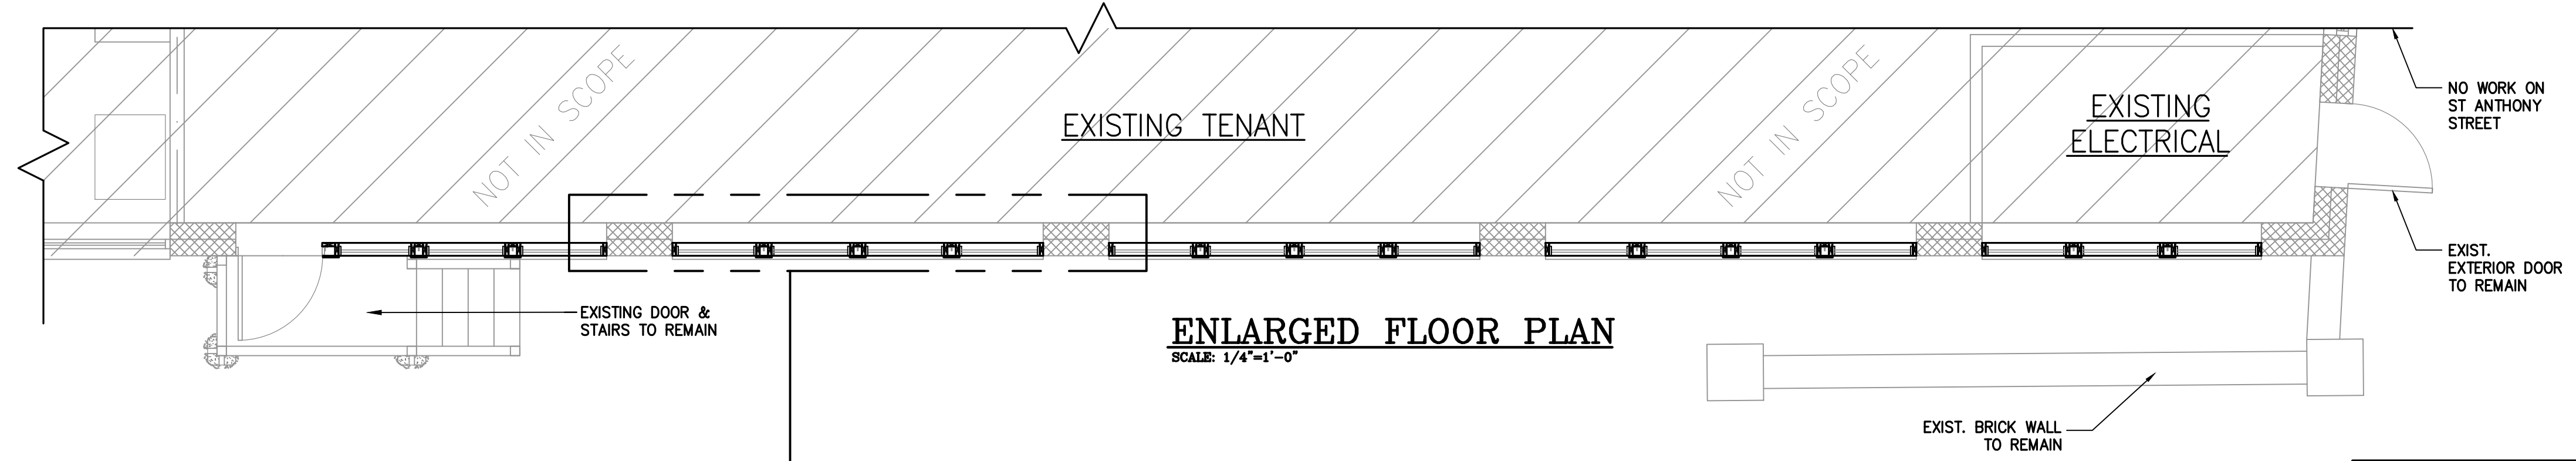 NOT IN SCOPE
EXISTING TENANT
NOT IN SCOPE
EXISTING
ELECTRICAL
NO WORK ON
ST ANTHONY
STREET
EXIST.
EXTERIOR DOOR
TO REMAIN
EXISTING DOOR &
STAIRS TO REMAIN
ENLARGED FLOOR PLAN
SCALE: 1/4"=1'-0"
EXIST. BRICK WALL
TO REMAIN